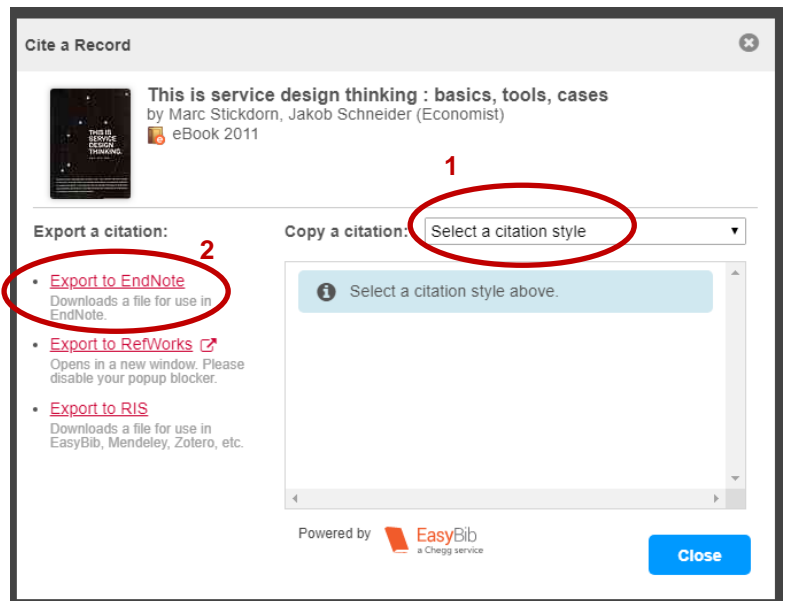 Cite a Record
This is service design thinking : basics, tools, cases
by Marc Stickdorn, Jakob Schneider (Economist)
eBook 2011
THIS IS
SERVICE
DESIGN
THINKING.
1
Export a citation:
2
Copy a citation:
Select a citation style
Export to EndNote
Downloads a file for use in
EndNote.
Export to RefWorks
Opens in a new window. Please
disable your popup blocker.
Export to RIS
Downloads a file for use in
EasyBib, Mendeley, Zotero, etc.
Select a citation style above.
Powered by
EasyBib
a Chegg service
Close